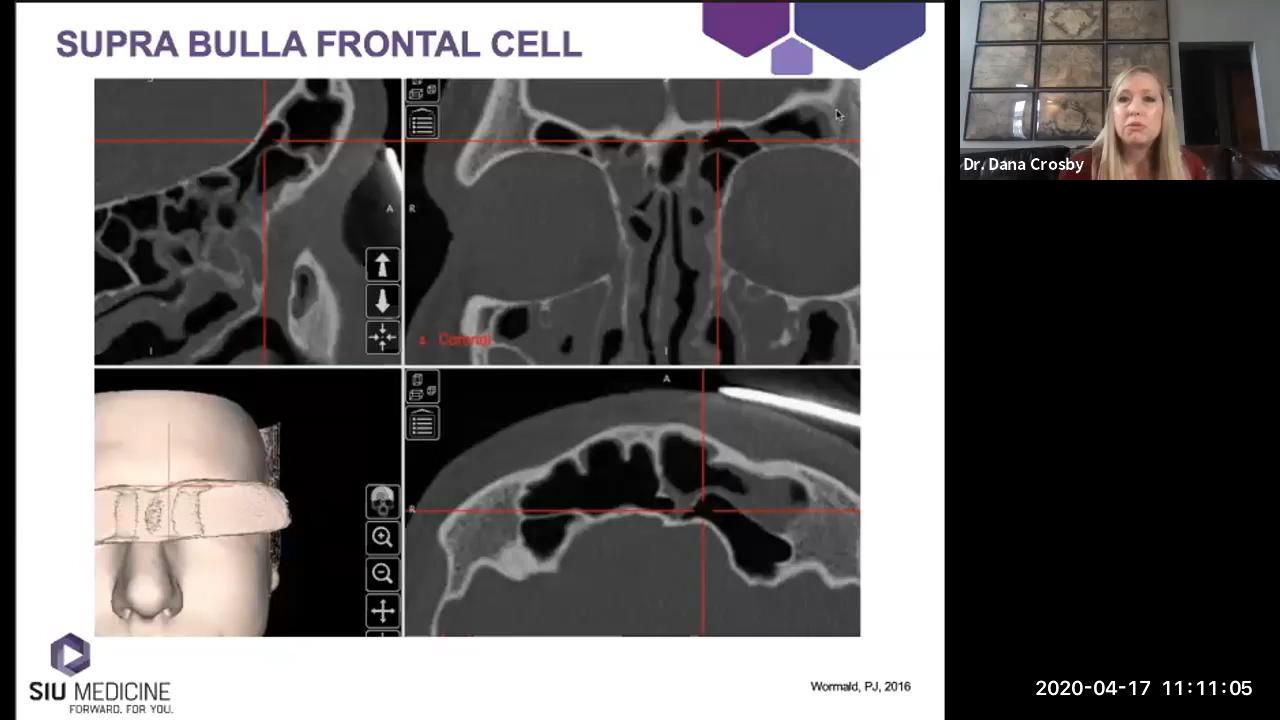 SUPRA BULLA FRONTAL CELL
A
R
I
Coronal
I
A
R
Dr. Dana Crosby
SIU MEDICINE
FORWARD. FOR YOU.
Wormald, PJ, 2016
2020-04-17 11:11:05